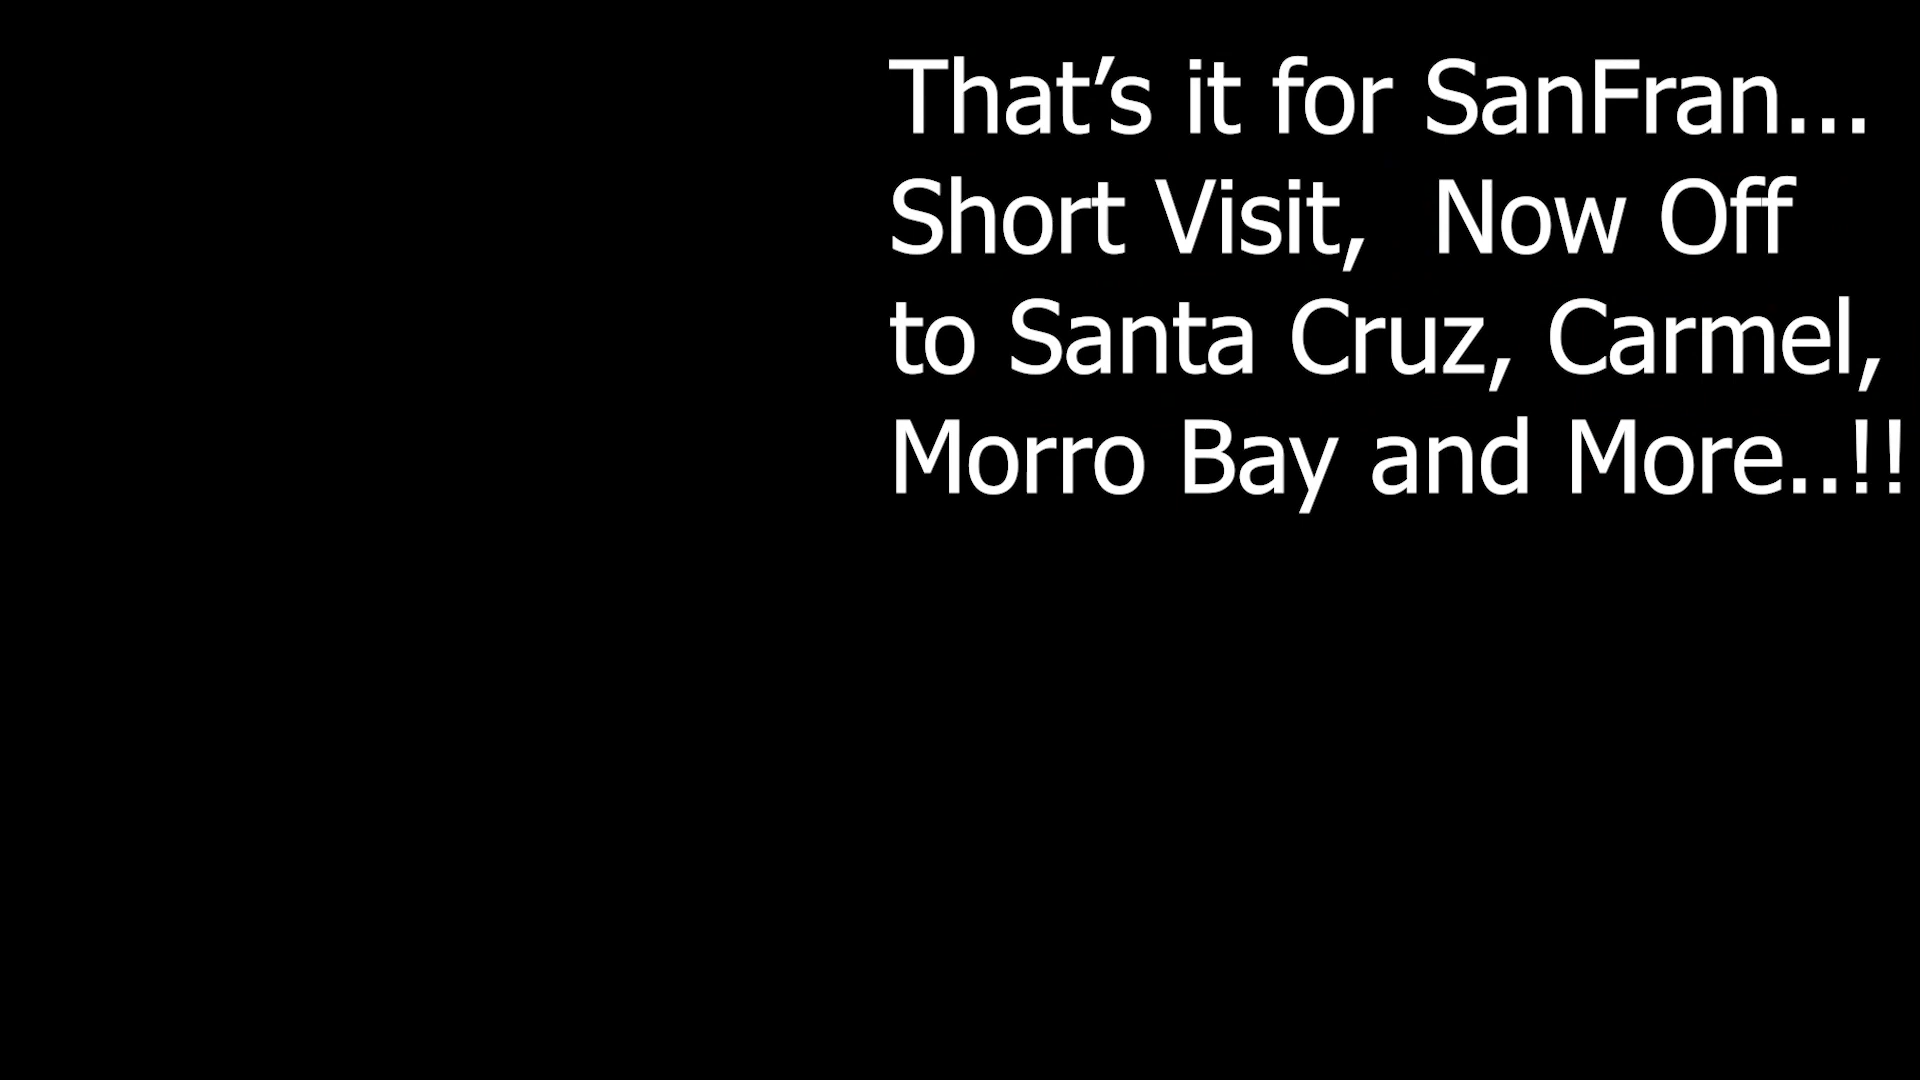 That’s it for SanFran...
Short Visit,  Now Off
to Santa Cruz, Carmel,
Morro Bay and More..!!